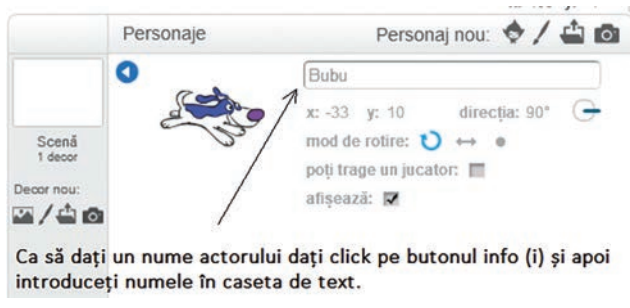 Personaje
Personaj nou:
Bubu
x: -33 y: 10 direcția: 90°
mod de rotire:
poți trage un jucator:
afișează:
Scenă
1 decor
Decor nou:
Ca să dați un nume actorului dați click pe butonul info (i) și apoi
introduceți numele în caseta de text.